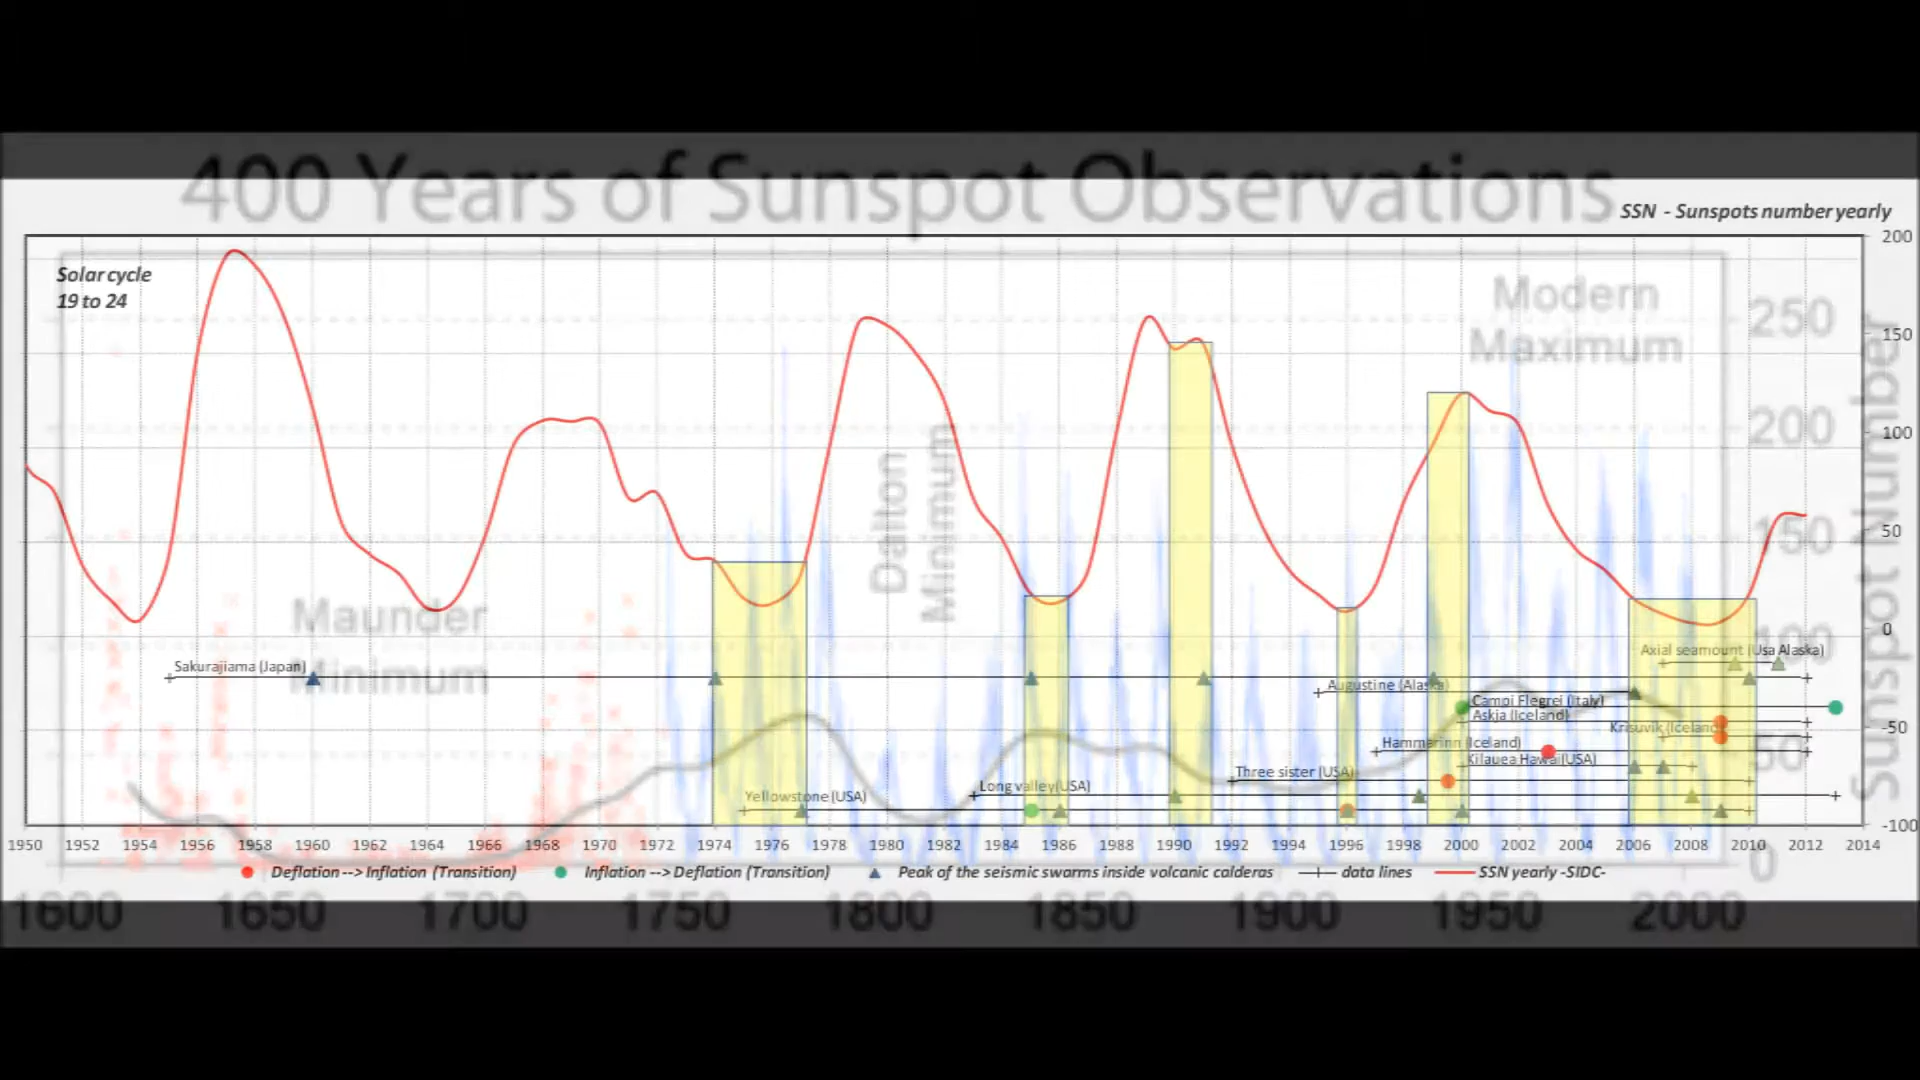 400 Years of Sunspot Observations
SSN - Sunspots number yearly
Solar cycle
19 to 24
Modern
Maximum
Dalton
Minimum
Maunder
Minimum
200
150
100
50
0
-50
-100
250
200
150
100
50
0
Sunspot Number
Sakurajiama (Japan)
Axial seamount (Usa Alaska)
Augustine (Alaska)
Campi Flegrei (Italy)
Askja (Iceland)
Krisuvik (Iceland)
Hammarinn (Iceland)
Kilauea Hawai (USA)
Three sister (USA)
Long valley (USA)
Yellowstone (USA)
1950 1952 1954 1956 1958 1960 1962 1964 1966 1968 1970 1972 1974 1976 1978 1980 1982 1984 1986 1988 1990 1992 1994 1996 1998 2000 2002 2004 2006 2008 2010 2012 2014
Deflation --> Inflation (Transition) Inflation --> Deflation (Transition) Peak of the seismic swarms inside volcanic calderas data lines SSN yearly -SIDC-
1600 1650 1700 1750 1800 1850 1900 1950 2000